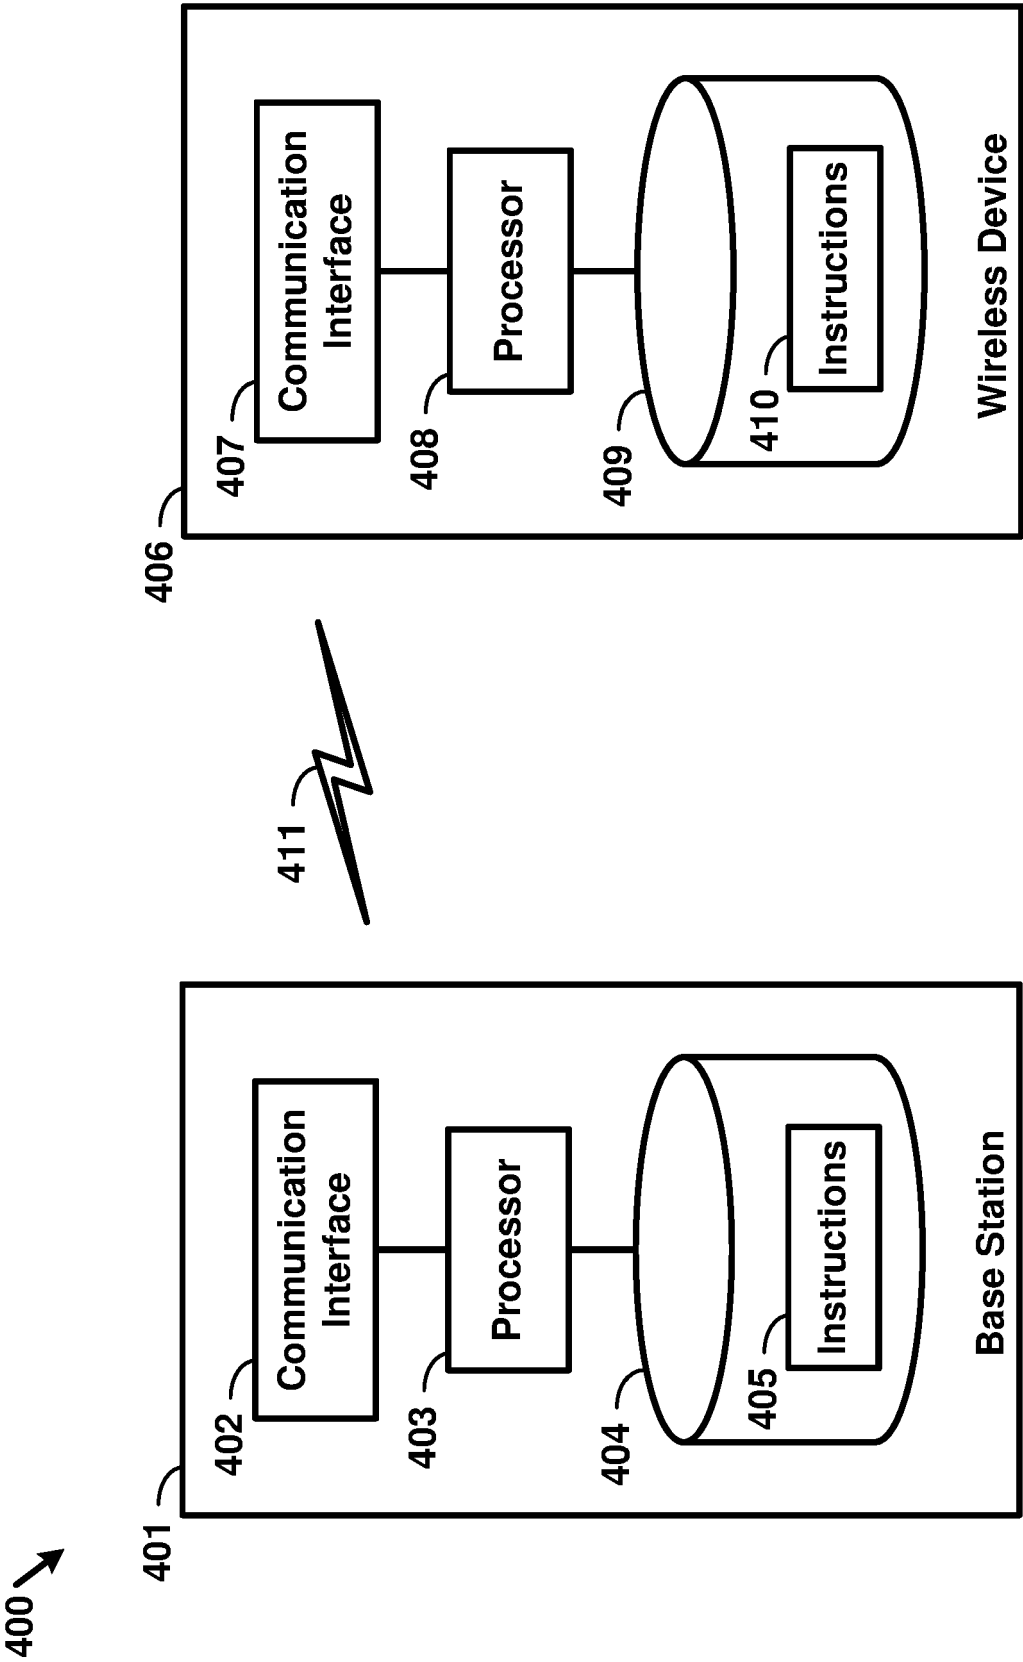 400
401
402
Communication
Interface
403
Processor
404
405
Instructions
Base Station
411
406
407
Communication
Interface
408
Processor
409
410
Instructions
Wireless Device